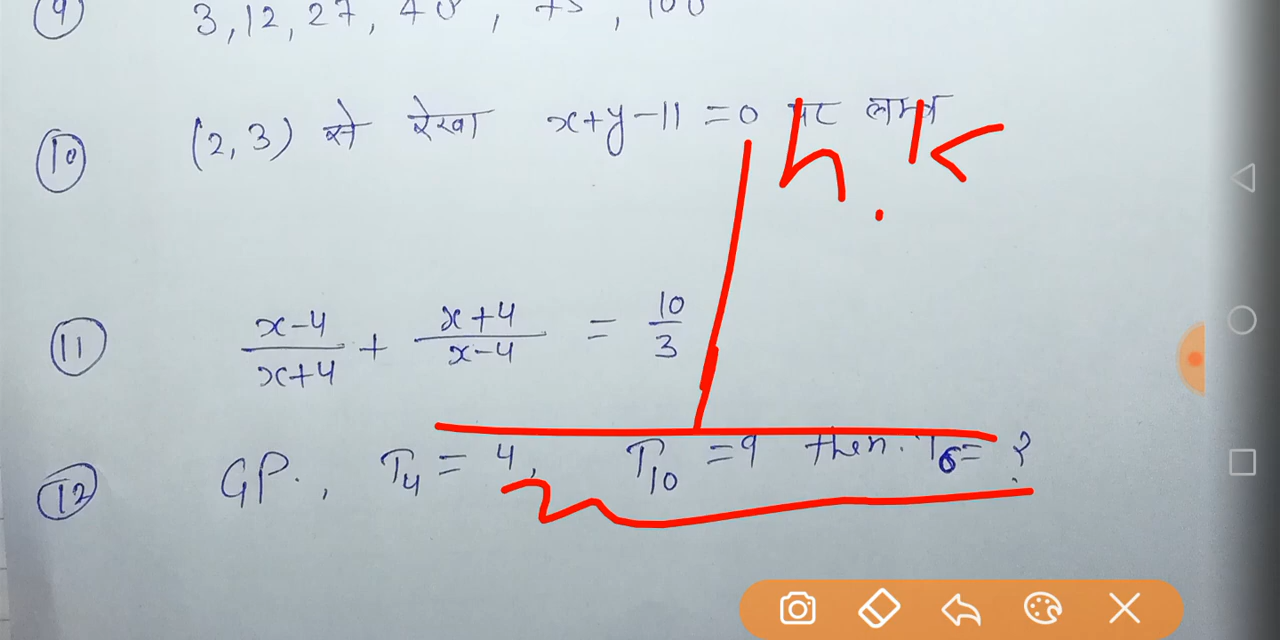 (9) 3, 12, 27, 48, 75, 108
(10) (2,3) से रेखा x+y-11=0 पर लम्ब
h . k
(11) x-4/x+4 + x+4/x-4 = 10/3
(12) GP., T4 = 4, T10 = 9 then. T6 = ?